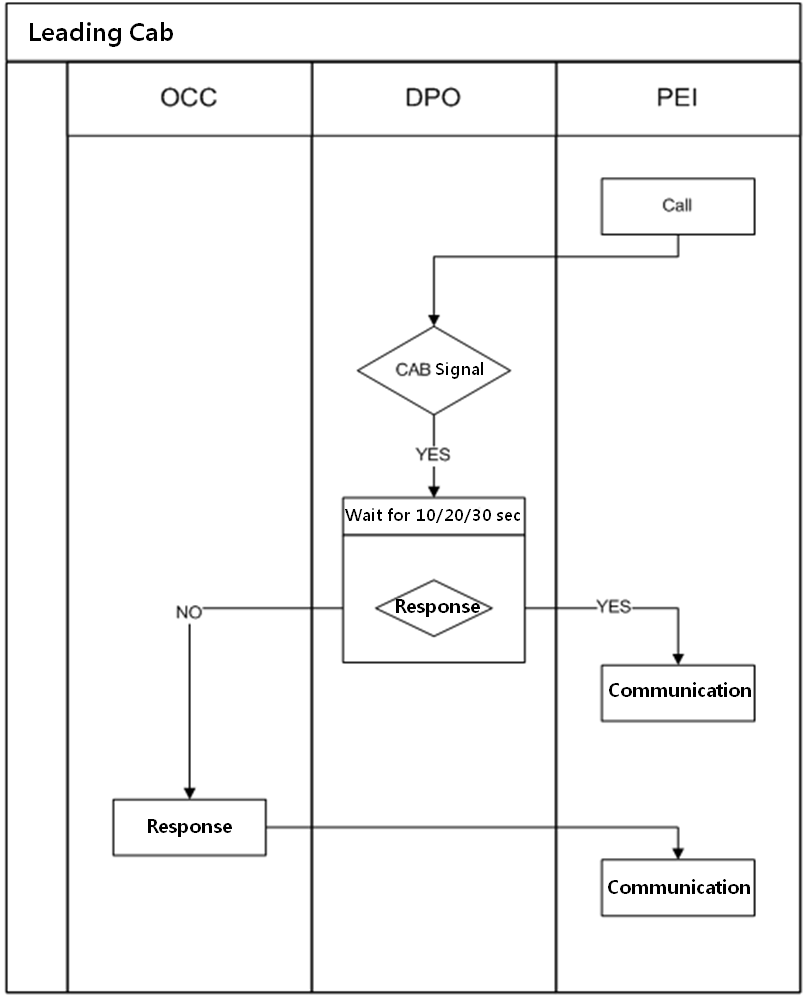 Leading Cab
OCC
DPO
PEI
Call
CAB Signal
YES
Wait for 10/20/30 sec
Response
NO
YES
Communication
Response
Communication